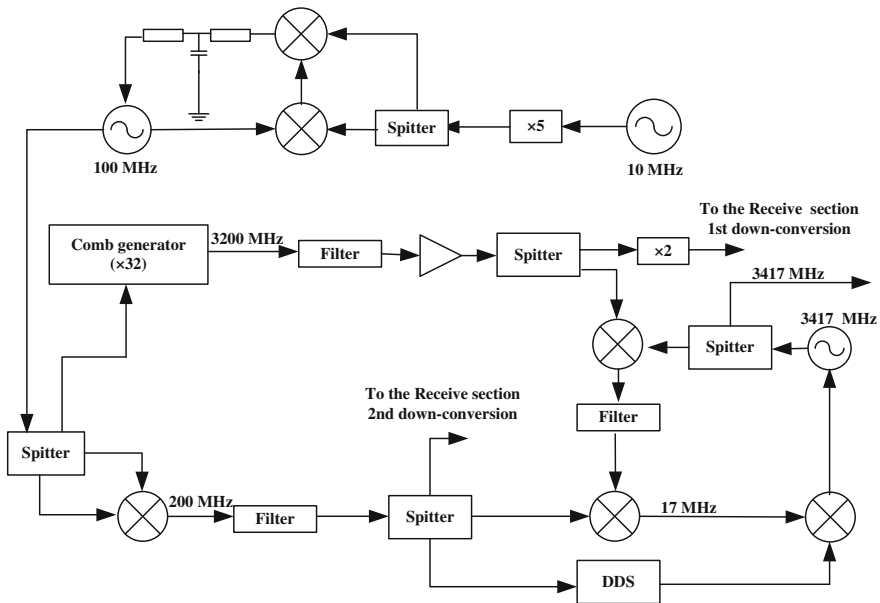 Spitter
×5
100 MHz
10 MHz
To the Receive section
1st down-conversion
Comb generator
(×32)
3200 MHz
Filter
Spitter
×2
3417 MHz
3417 MHz
Spitter
To the Receive section
2nd down-conversion
Filter
Spitter
200 MHz
Filter
Spitter
17 MHz
DDS